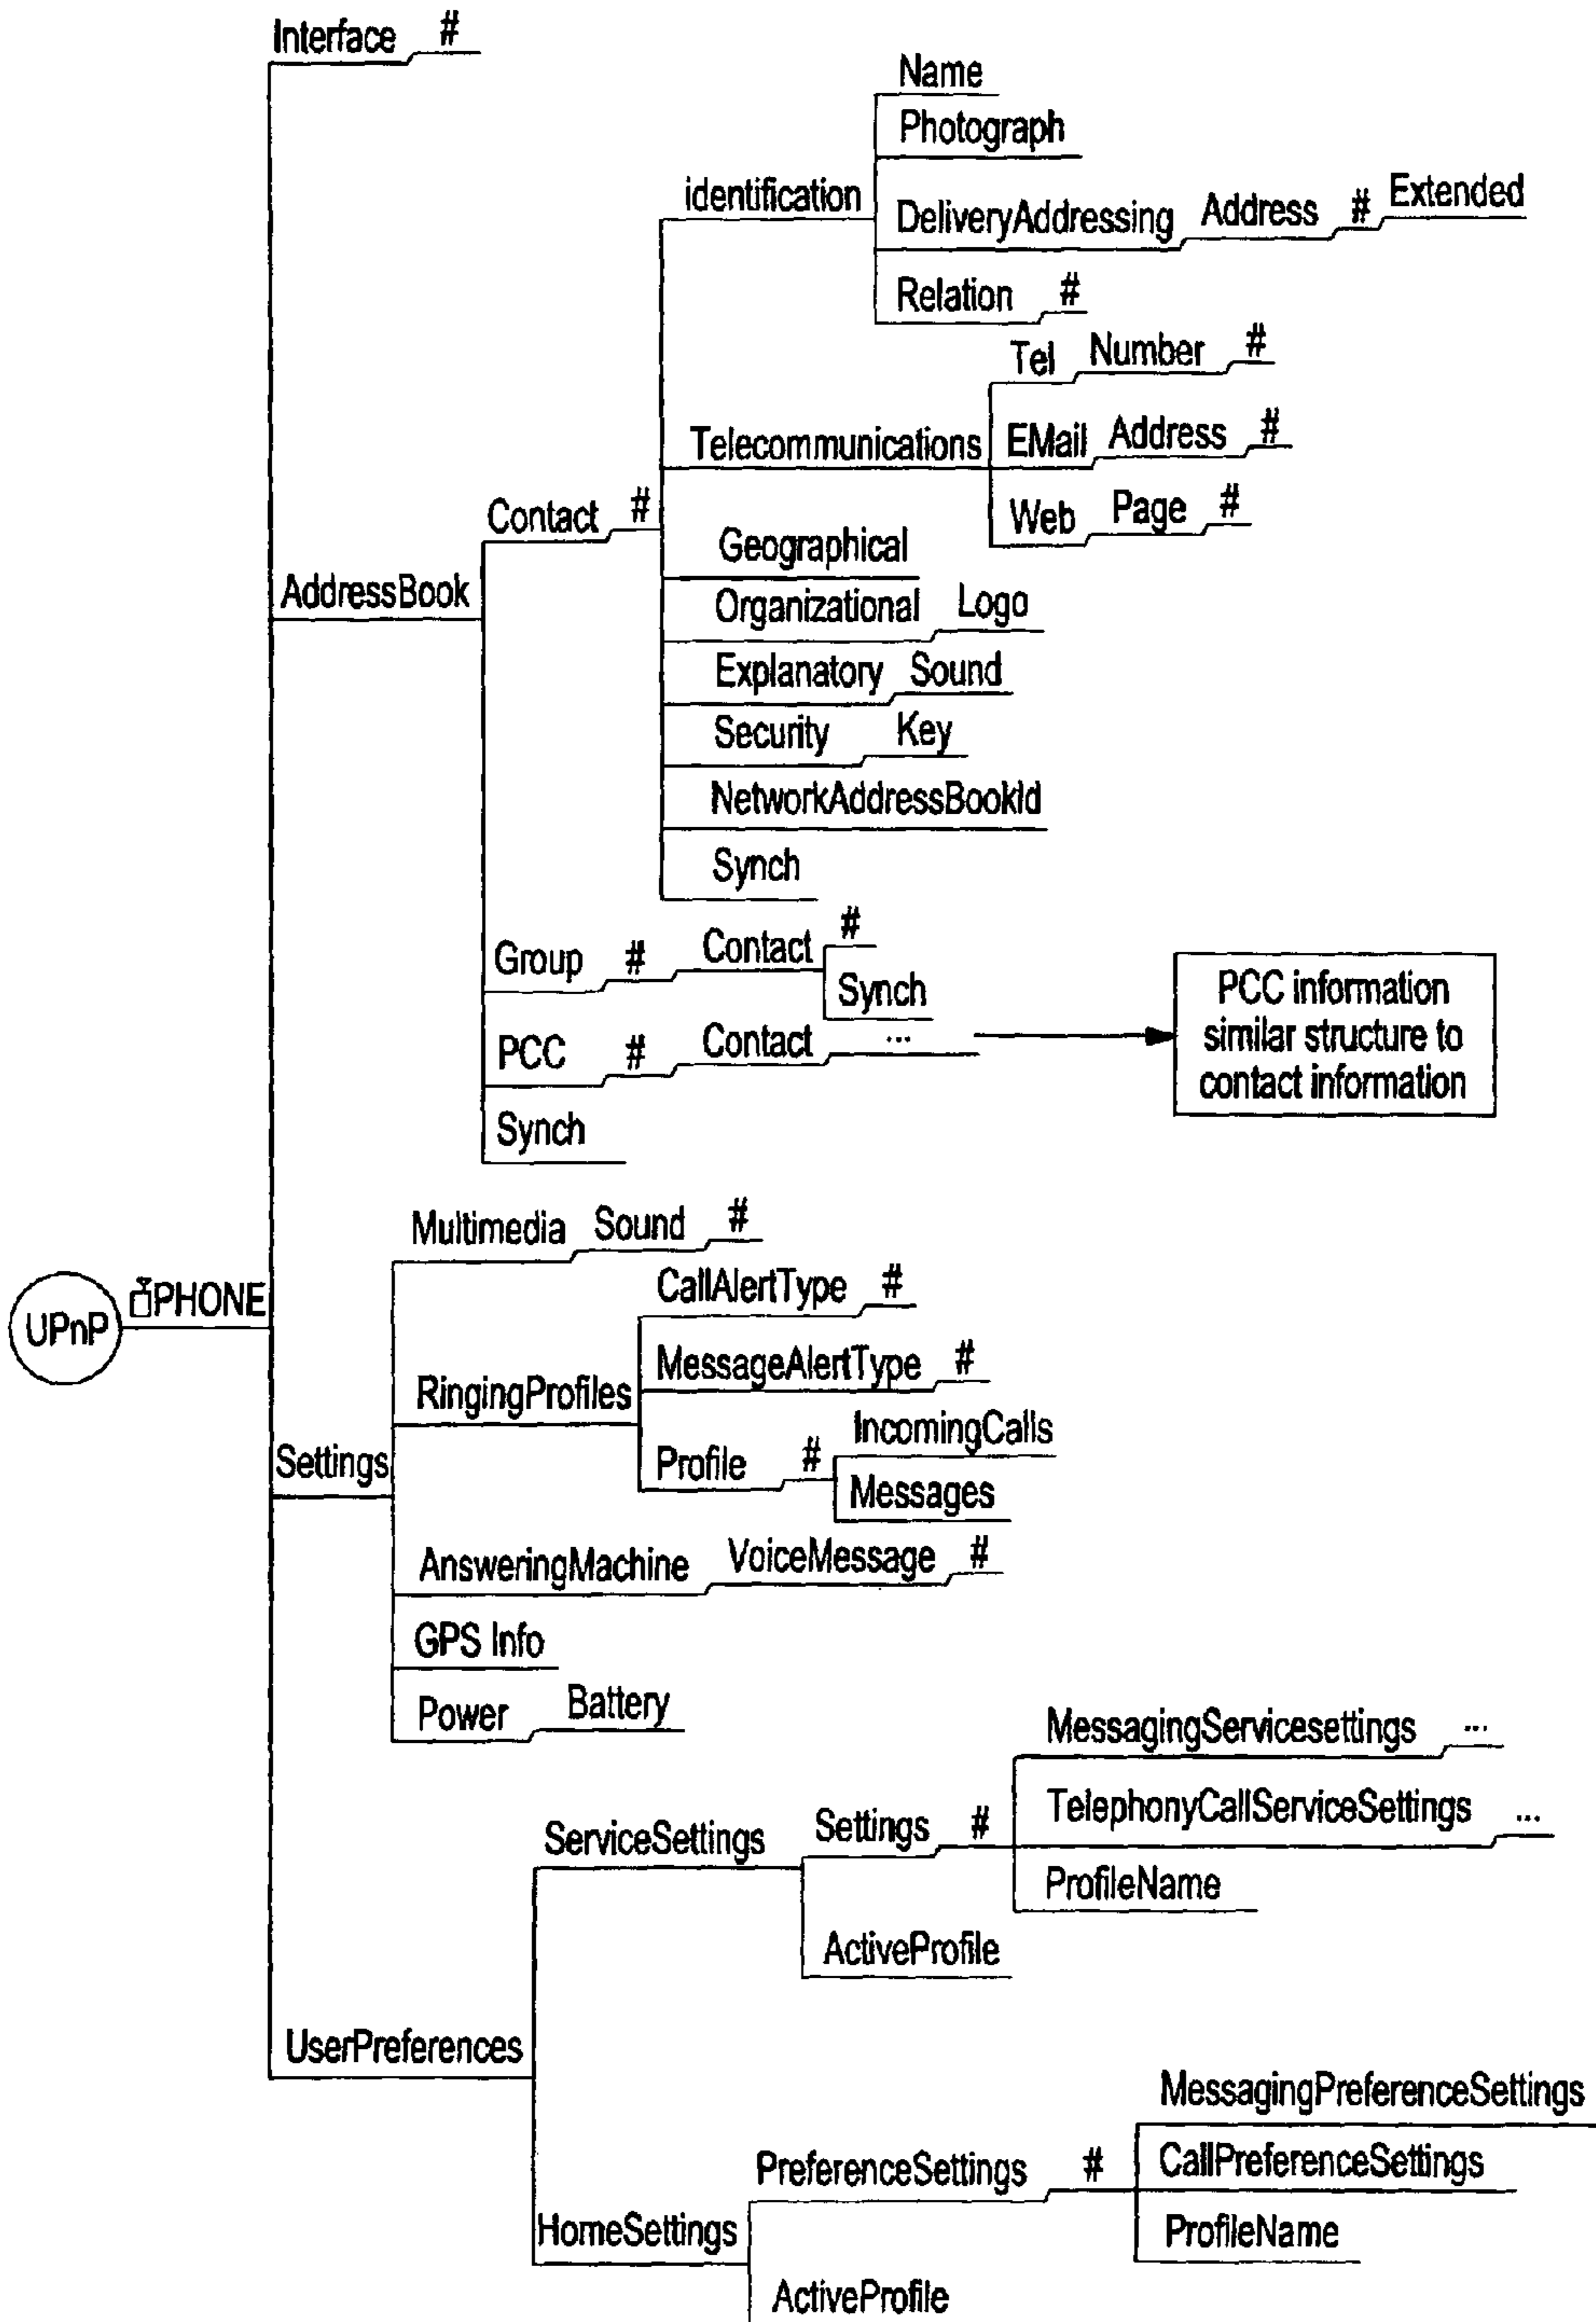 Interface #
Name
Photograph
identification
DeliveryAddressing Address # Extended
Relation #
Tel Number #
Telecommunications
EMail Address #
Web Page #
Contact #
Geographical
AddressBook
Organizational Logo
Explanatory Sound
Security Key
NetworkAddressBookId
Synch
Group # Contact #
Synch
PCC # Contact ...
PCC information
similar structure to
contact information
Synch
Multimedia Sound #
UPnP
PHONE
CallAlertType #
MessageAlertType #
RingingProfiles
IncomingCalls
Profile #
Messages
Settings
AnsweringMachine VoiceMessage #
GPS Info
Power Battery
MessagingServicesettings ...
ServiceSettings
Settings #
TelephonyCallServiceSettings ...
ProfileName
ActiveProfile
UserPreferences
MessagingPreferenceSettings
PreferenceSettings #
CallPreferenceSettings
HomeSettings
ProfileName
ActiveProfile